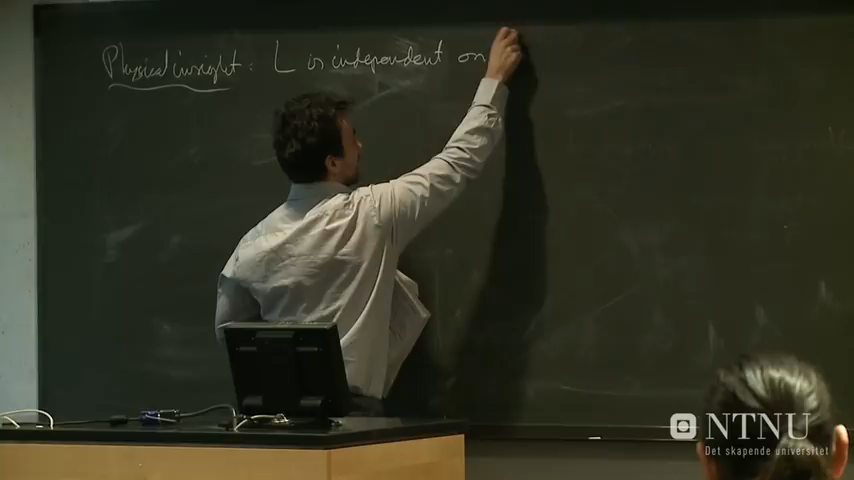 Physical insight: L is independent on
NTNU
Det skapende universitet